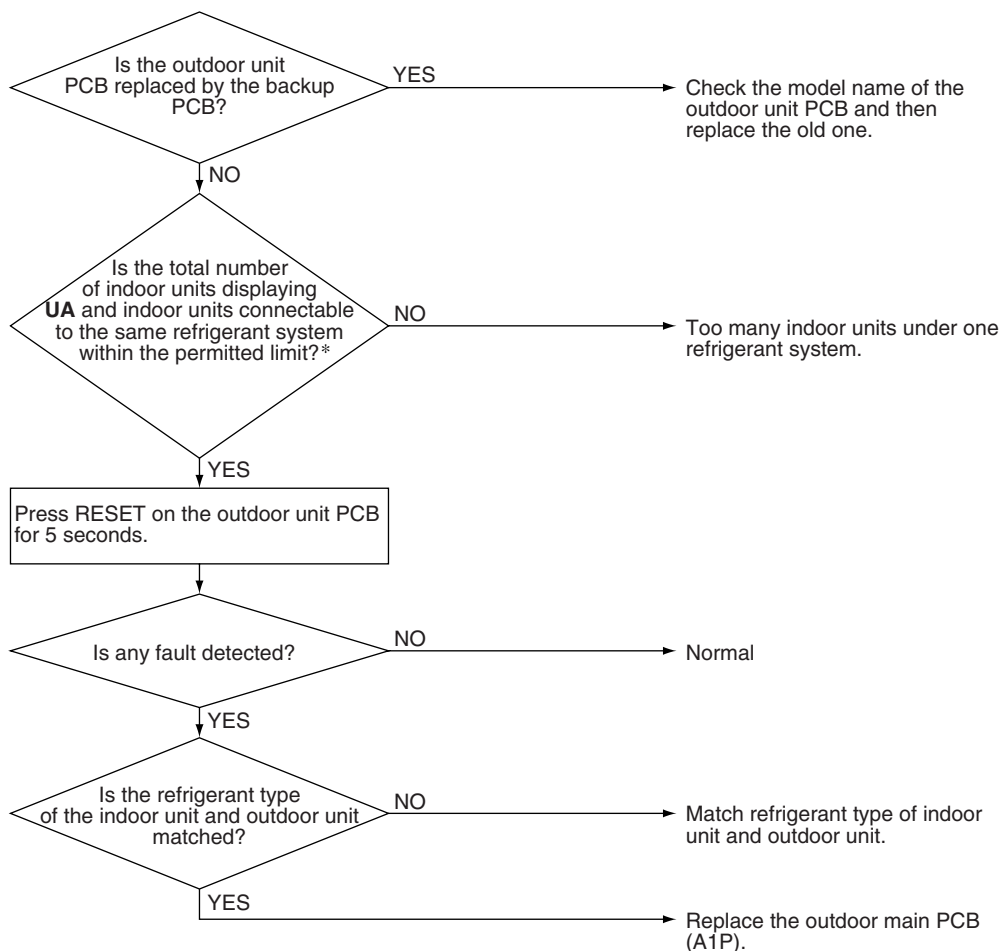 Is the outdoor unit
PCB replaced by the backup
PCB?
YES
Check the model name of the
outdoor unit PCB and then
replace the old one.
NO
Is the total number
of indoor units displaying
UA and indoor units connectable
to the same refrigerant system
within the permitted limit?*
NO
Too many indoor units under one
refrigerant system.
YES
Press RESET on the outdoor unit PCB
for 5 seconds.
Is any fault detected?
NO
Normal
YES
Is the refrigerant type
of the indoor unit and outdoor unit
matched?
NO
Match refrigerant type of indoor
unit and outdoor unit.
YES
Replace the outdoor main PCB
(A1P).